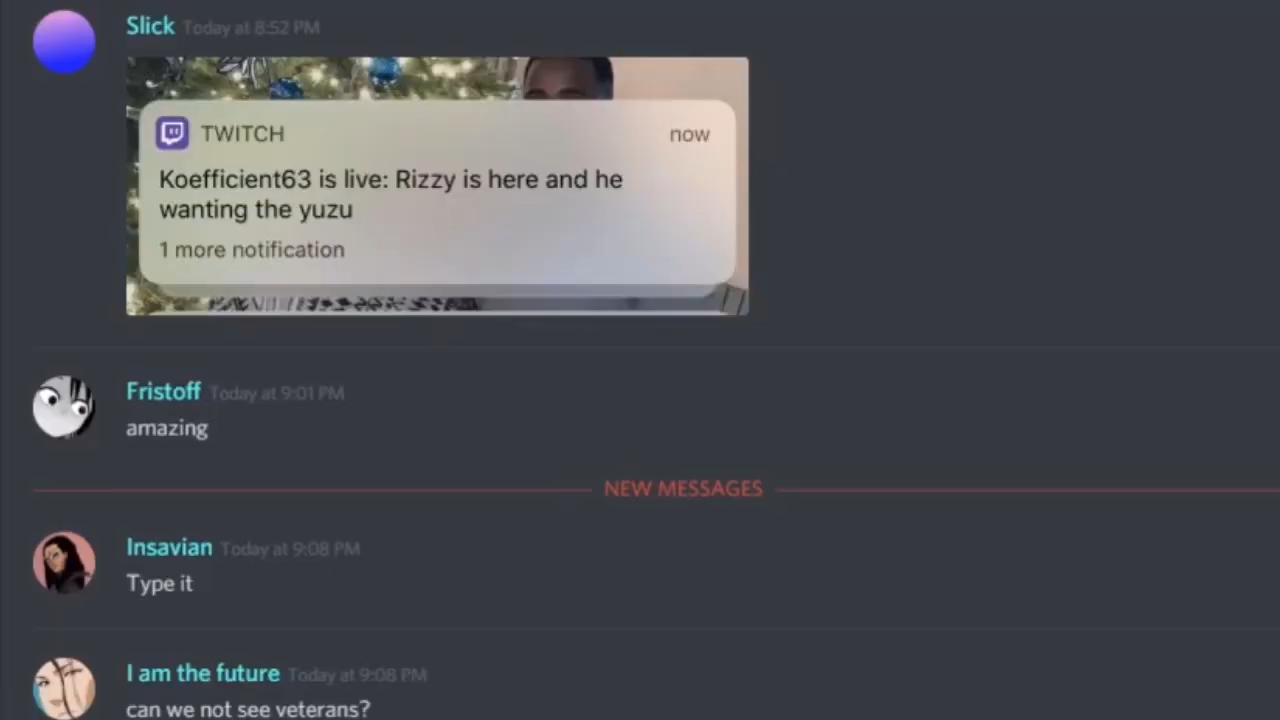 Slick Today at 8:52 PM
TWITCH now
Koefficient63 is live: Rizzy is here and he
wanting the yuzu
1 more notification
Fristoff Today at 9:01 PM
amazing
NEW MESSAGES
Insavian Today at 9:08 PM
Type it
I am the future Today at 9:08 PM
can we not see veterans?